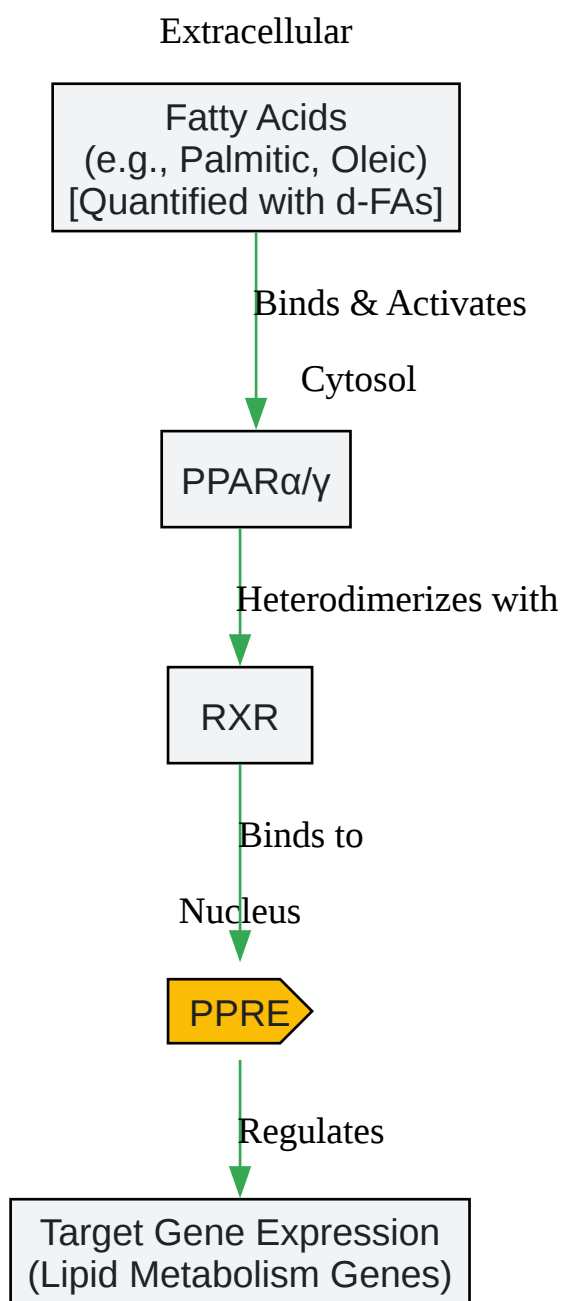 Extracellular
Fatty Acids
(e.g., Palmitic, Oleic)
[Quantified with d-FAs]
Binds & Activates
Cytosol
PPARα/γ
Heterodimerizes with
RXR
Binds to
Nucleus
PPRE
Regulates
Target Gene Expression
(Lipid Metabolism Genes)